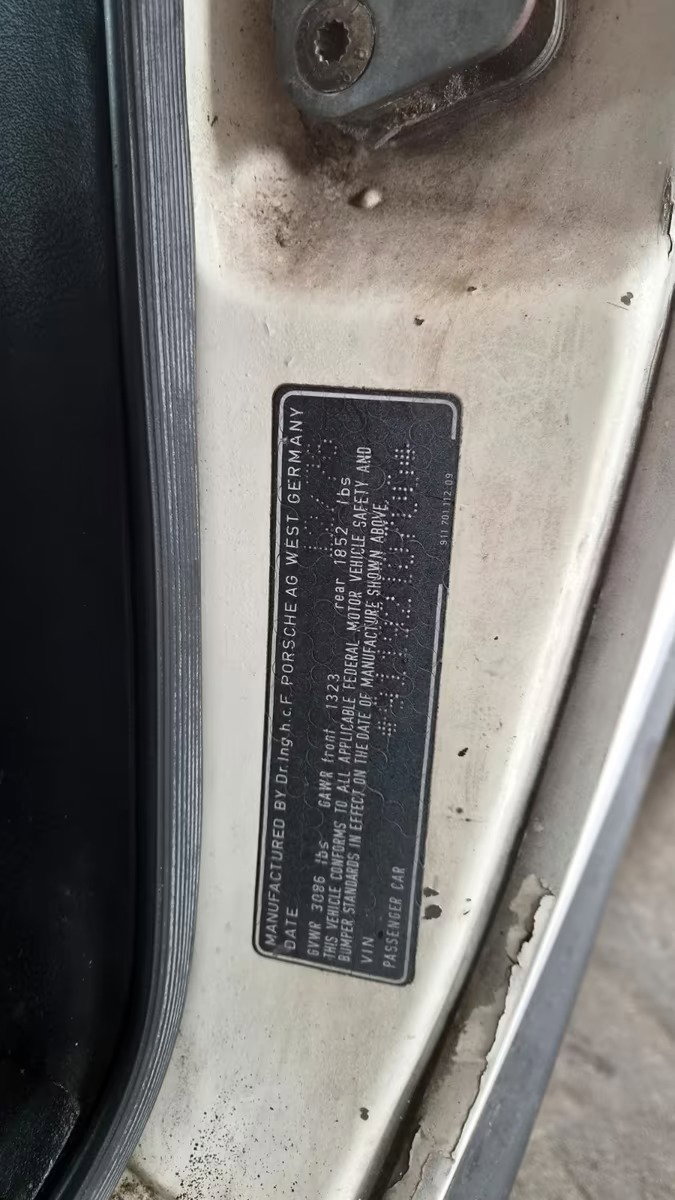 MANUFACTURED BY Dr.Ing.h.c.F. PORSCHE AG WEST GERMANY
DATE
GVWR 3086 lbs GAWR front 1323 rear 1852 lbs
THIS VEHICLE CONFORMS TO ALL APPLICABLE FEDERAL MOTOR VEHICLE SAFETY AND
BUMPER STANDARDS IN EFFECT ON THE DATE OF MANUFACTURE SHOWN ABOVE
VIN
PASSENGER CAR
911 701 112 09